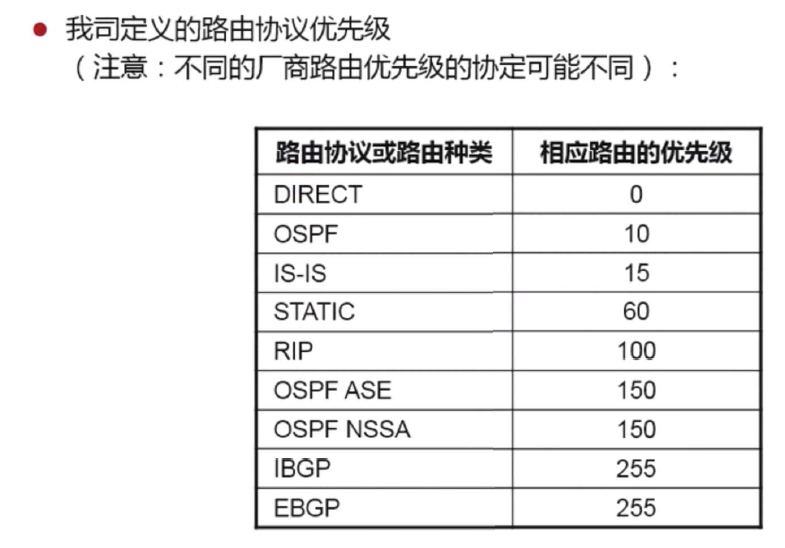 ● 我司定义的路由协议优先级
（注意：不同的厂商路由优先级的协定可能不同）：
路由协议或路由种类 相应路由的优先级
DIRECT 0
OSPF 10
IS-IS 15
STATIC 60
RIP 100
OSPF ASE 150
OSPF NSSA 150
IBGP 255
EBGP 255